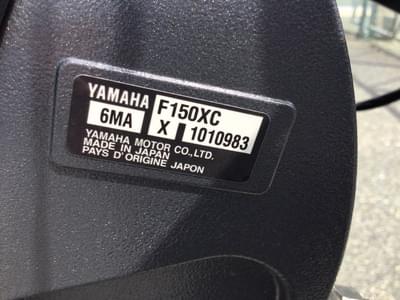 YAMAHA F150XC
6MA X 1010983
YAMAHA MOTOR CO.,LTD.
MADE IN JAPAN
PAYS D'ORIGINE JAPON